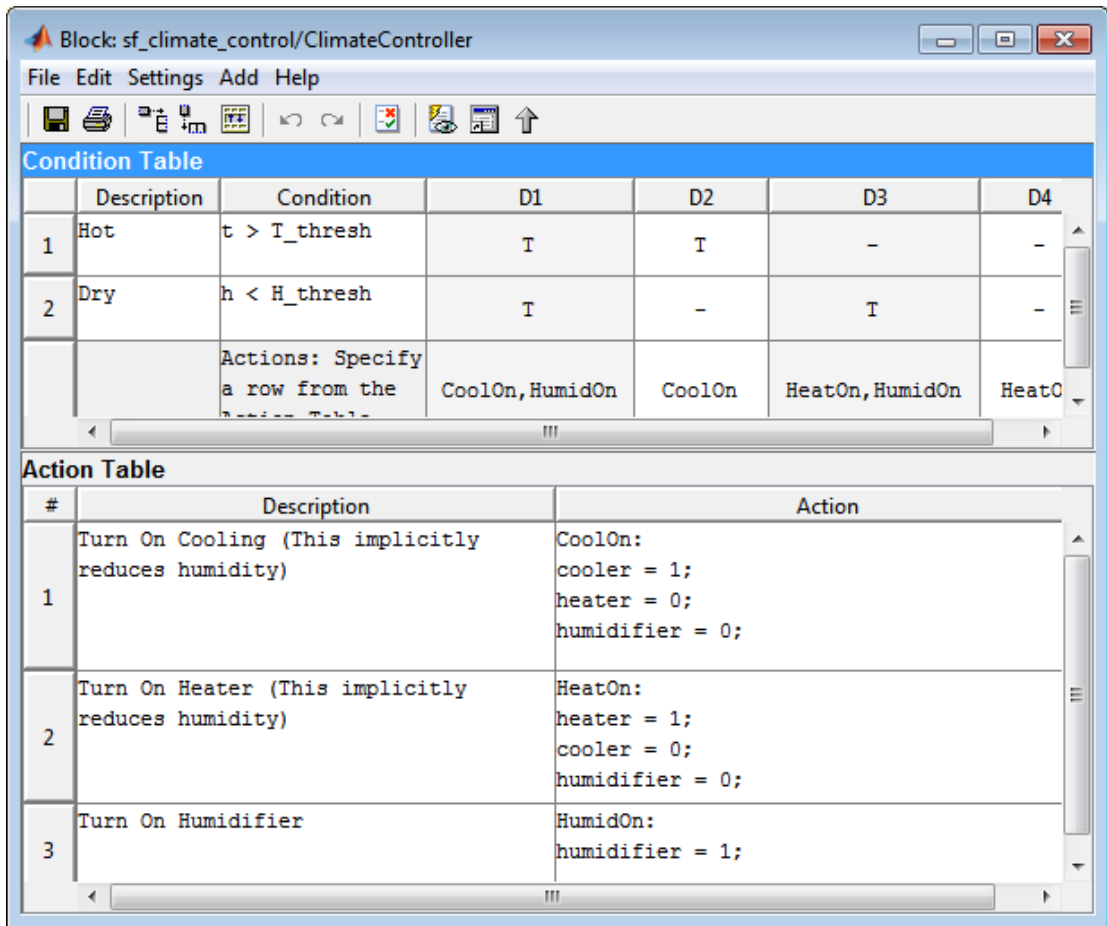 Block: sf_climate_control/ClimateController
File Edit Settings Add Help
Condition Table
Description Condition D1 D2 D3 D4
1 Hot t > T_thresh T T - -
2 Dry h < H_thresh T - T -
Actions: Specify
a row from the CoolOn,HumidOn CoolOn HeatOn,HumidOn HeatO
Action Table
Action Table
# Description Action
Turn On Cooling (This implicitly CoolOn:
reduces humidity) cooler = 1;
1 heater = 0;
humidifier = 0;
Turn On Heater (This implicitly HeatOn:
reduces humidity) heater = 1;
2 cooler = 0;
humidifier = 0;
Turn On Humidifier HumidOn:
3 humidifier = 1;